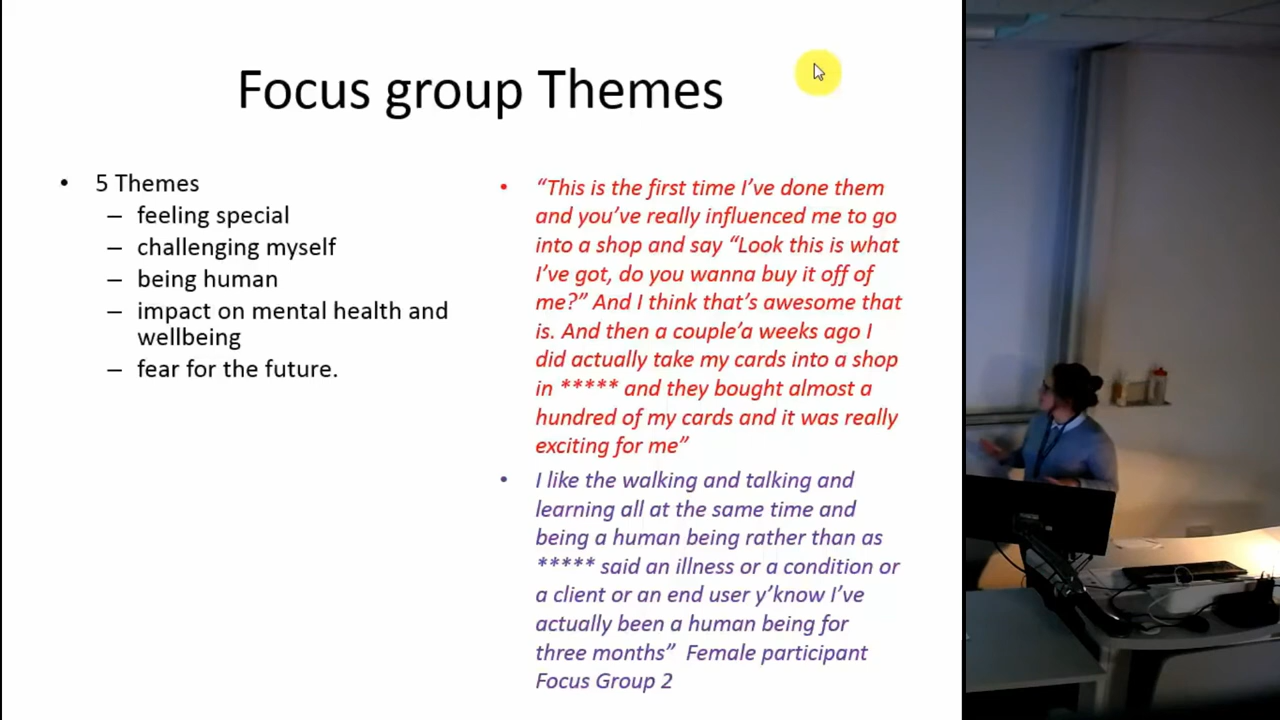 Focus group Themes
• 5 Themes
– feeling special
– challenging myself
– being human
– impact on mental health and
wellbeing
– fear for the future.
• “This is the first time I’ve done them
and you’ve really influenced me to go
into a shop and say “Look this is what
I’ve got, do you wanna buy it off of
me?” And I think that’s awesome that
is. And then a couple’a weeks ago I
did actually take my cards into a shop
in ***** and they bought almost a
hundred of my cards and it was really
exciting for me”
• I like the walking and talking and
learning all at the same time and
being a human being rather than as
***** said an illness or a condition or
a client or an end user y’know I’ve
actually been a human being for
three months” Female participant
Focus Group 2